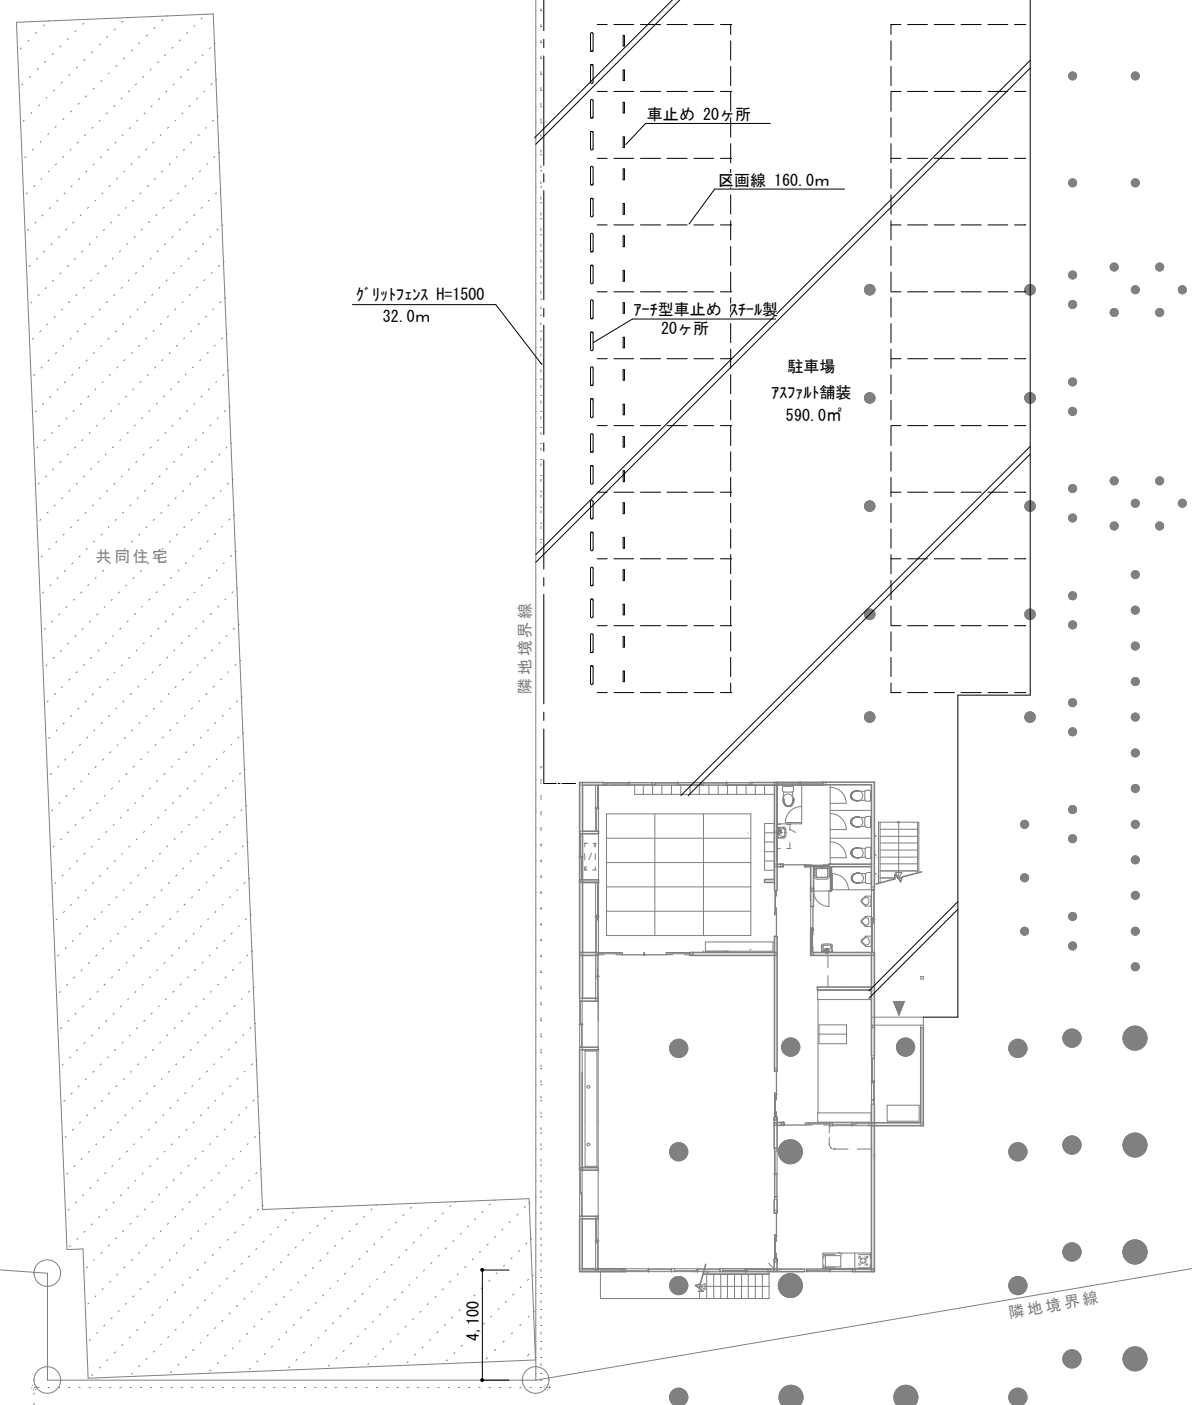 車止め 20ヶ所
区画線 160.0m
グリットフェンス H=1500
32.0m
アーチ型車止め スチール製
20ヶ所
駐車場
アスファルト舗装
590.0㎡
共同住宅
隣地境界線
隣地境界線
4,100